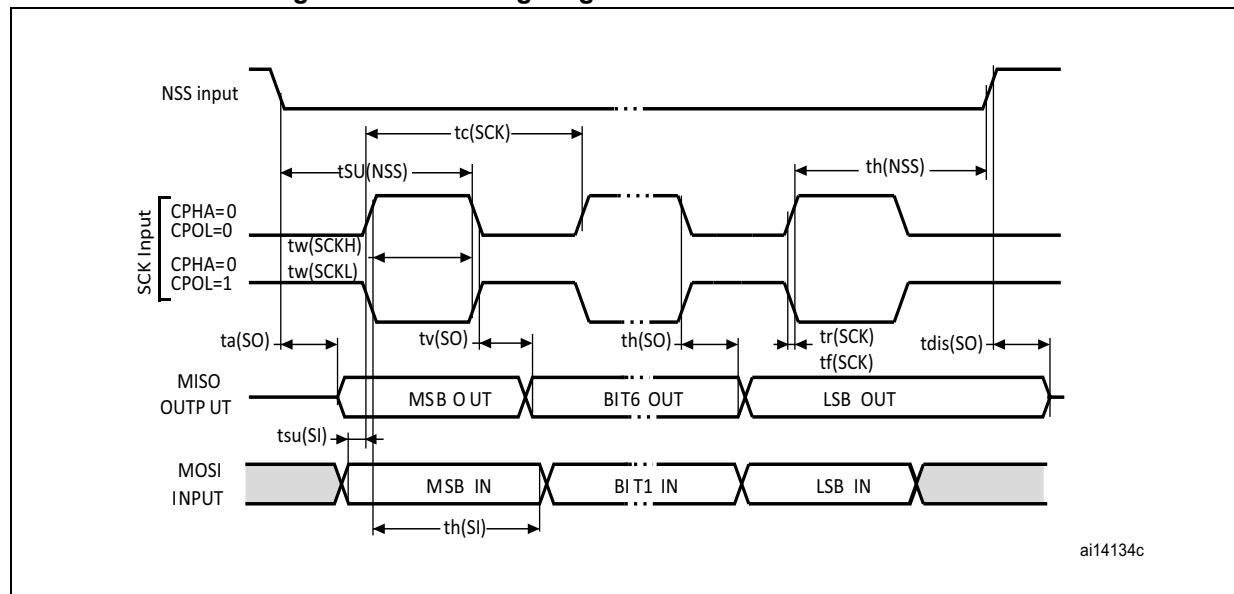 NSS input
tc(SCK)
tSU(NSS)
th(NSS)
SCK Input
CPHA=0
CPOL=0
tw(SCKH)
CPHA=0
tw(SCKL)
CPOL=1
ta(SO)
tv(SO)
th(SO)
tr(SCK)
tf(SCK)
tdis(SO)
MISO
OUTP UT
MSB O UT
BIT6 OUT
LSB OUT
tsu(SI)
MOSI
INPUT
MSB IN
BI T1 IN
LSB IN
th(SI)
ai14134c